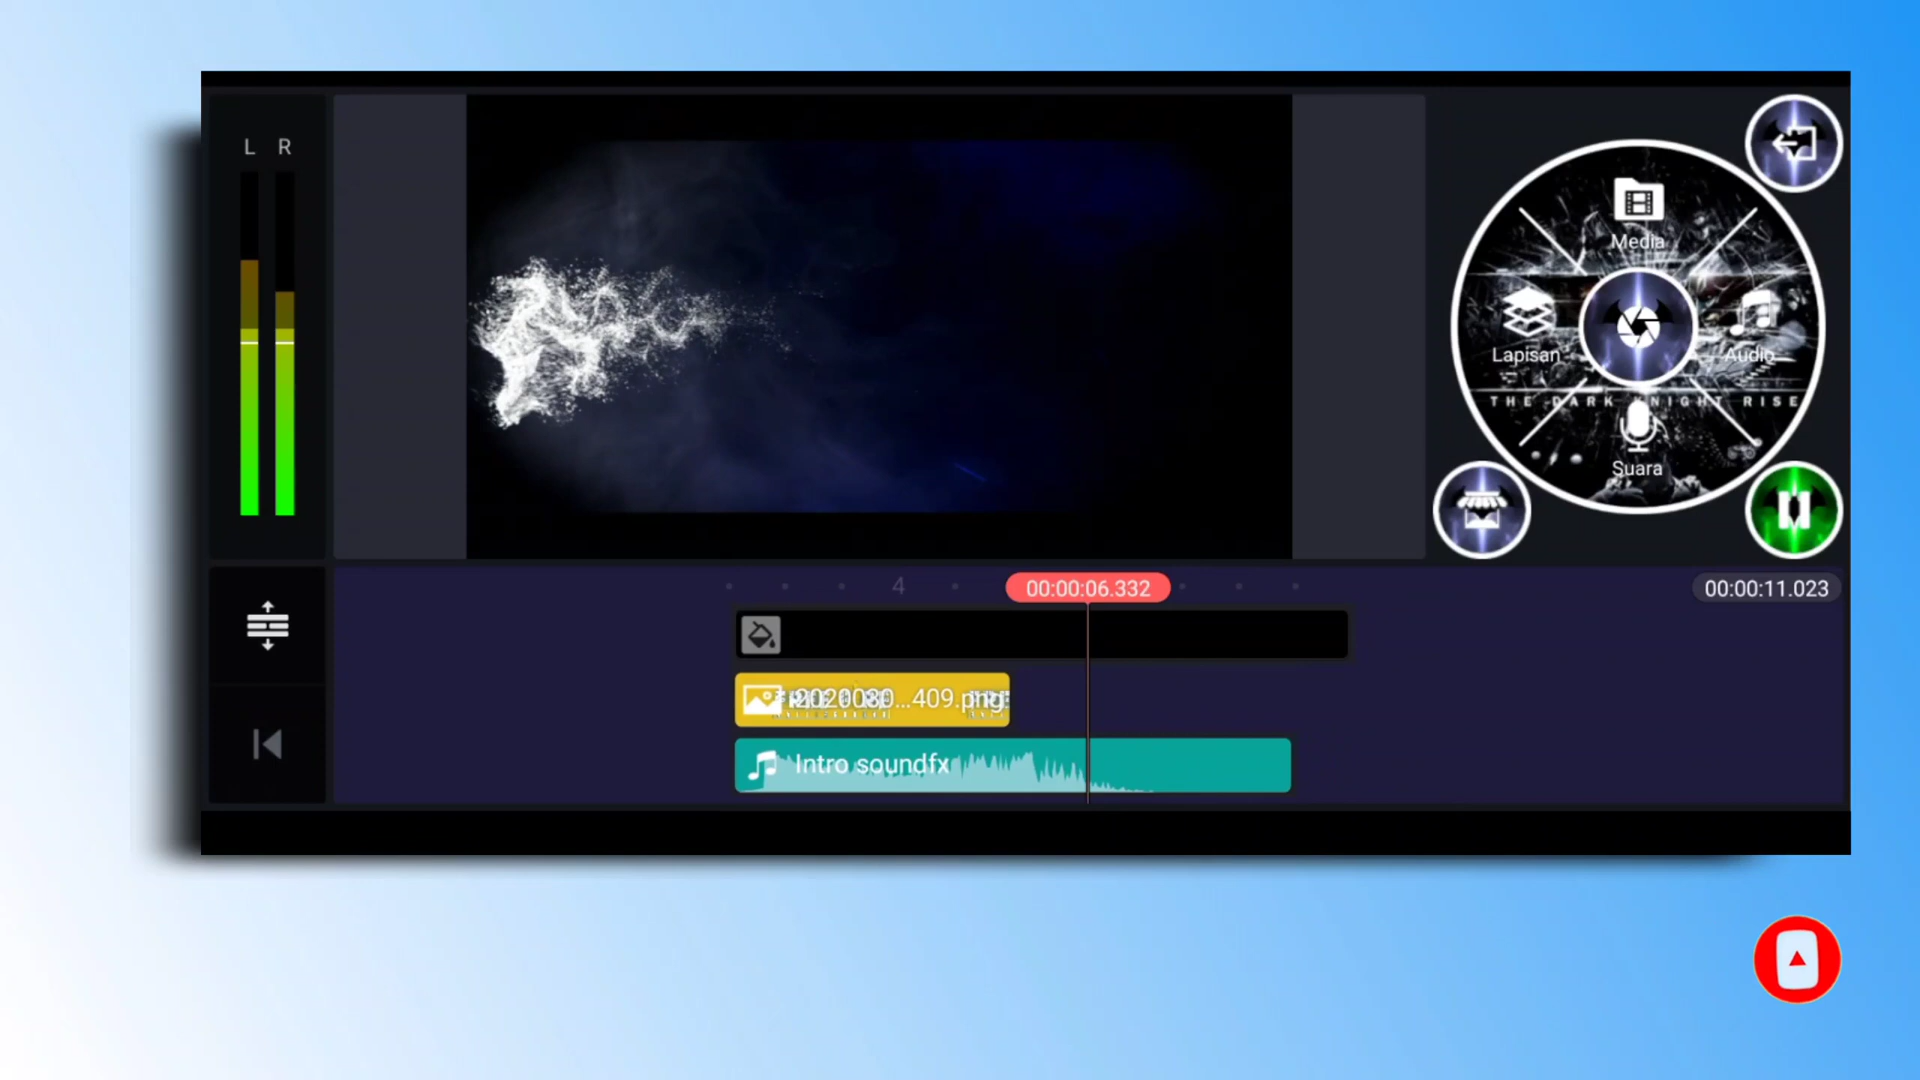 L R
Media
Lapisan
Audio
THE DARK KNIGHT RISE
Suara
4
00:00:06.332
00:00:11.023
2020080...409.png
Intro soundfx